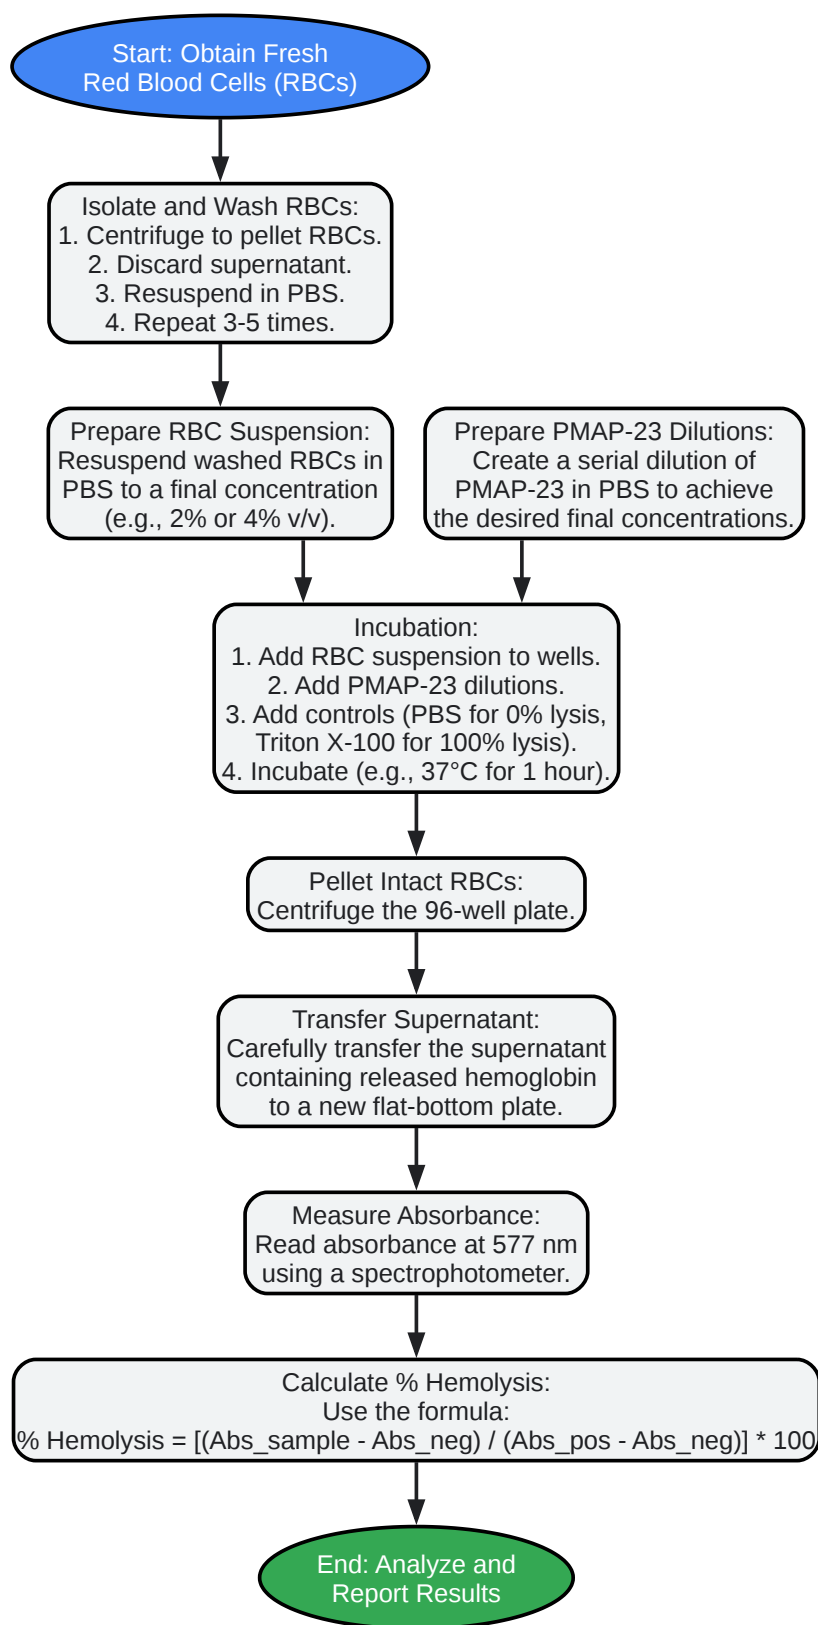 Start: Obtain Fresh
Red Blood Cells (RBCs)
Isolate and Wash RBCs:
1. Centrifuge to pellet RBCs.
2. Discard supernatant.
3. Resuspend in PBS.
4. Repeat 3-5 times.
Prepare RBC Suspension:
Resuspend washed RBCs in
PBS to a final concentration
(e.g., 2% or 4% v/v).
Prepare PMAP-23 Dilutions:
Create a serial dilution of
PMAP-23 in PBS to achieve
the desired final concentrations.
Incubation:
1. Add RBC suspension to wells.
2. Add PMAP-23 dilutions.
3. Add controls (PBS for 0% lysis,
Triton X-100 for 100% lysis).
4. Incubate (e.g., 37°C for 1 hour).
Pellet Intact RBCs:
Centrifuge the 96-well plate.
Transfer Supernatant:
Carefully transfer the supernatant
containing released hemoglobin
to a new flat-bottom plate.
Measure Absorbance:
Read absorbance at 577 nm
using a spectrophotometer.
Calculate % Hemolysis:
Use the formula:
% Hemolysis = [(Abs_sample - Abs_neg) / (Abs_pos - Abs_neg)] * 100
End: Analyze and
Report Results